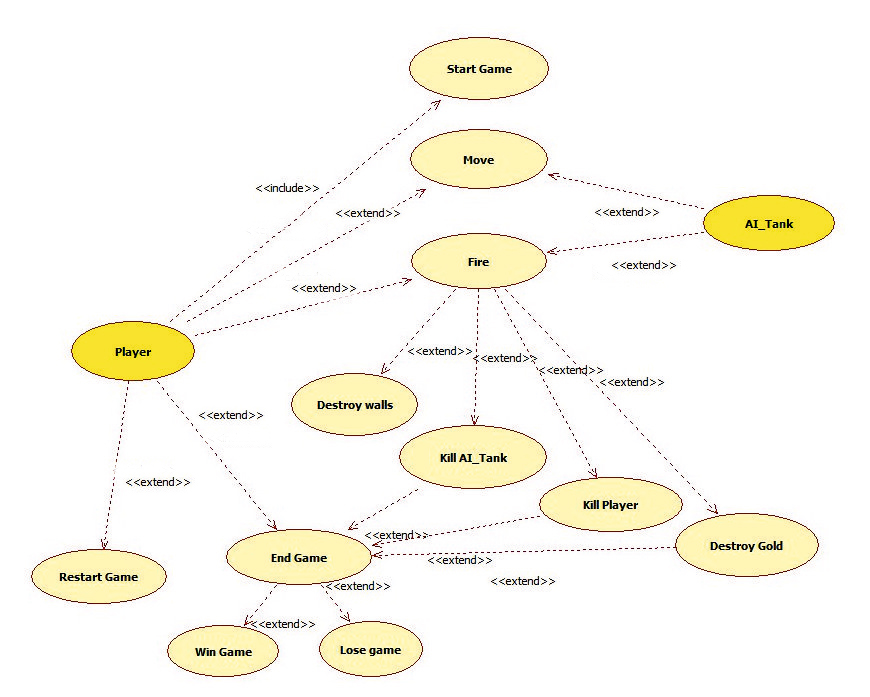 Start Game
Move
<<include>>
<<extend>>
<<extend>>
AI_Tank
Fire
<<extend>>
<<extend>>
Player
<<extend>>
<<extend>>
<<extend>>
<<extend>>
Destroy walls
<<extend>>
Kill AI_Tank
<<extend>>
Kill Player
<<extend>>
Destroy Gold
End Game
<<extend>>
Restart Game
<<extend>>
<<extend>>
<<extend>>
Win Game
Lose game